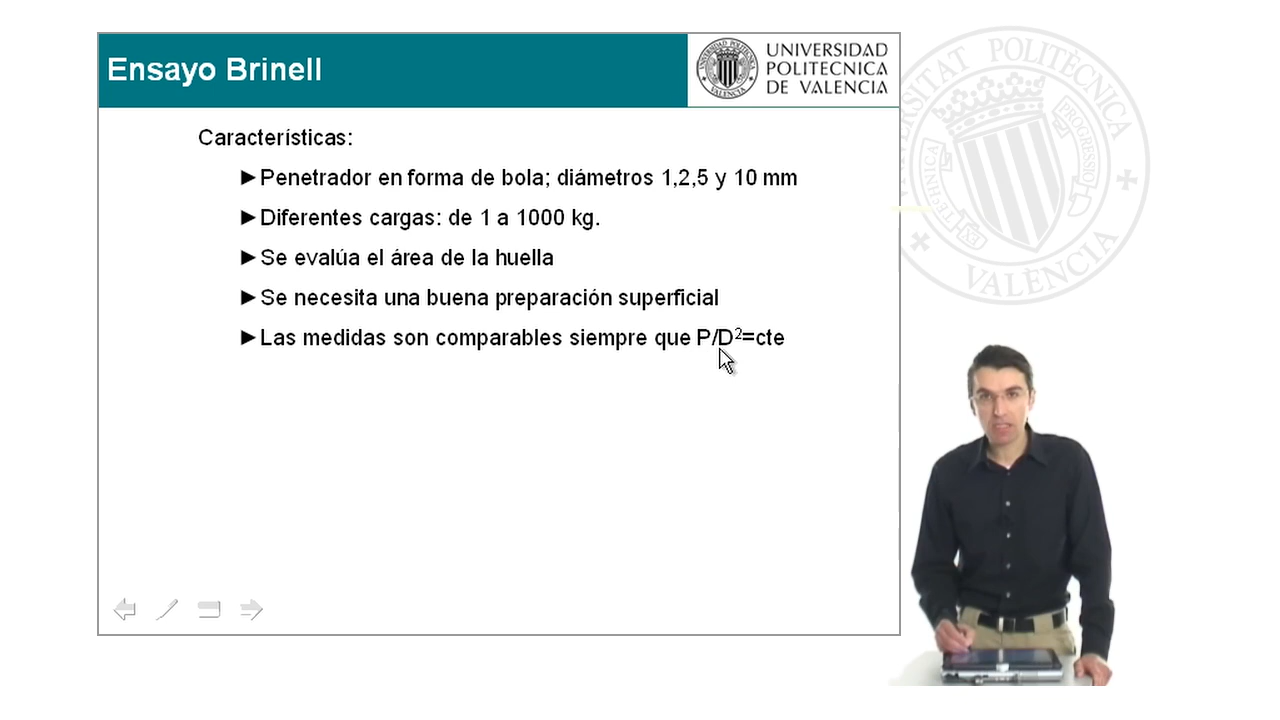 Ensayo Brinell
UNIVERSIDAD
POLITECNICA
DE VALENCIA
Características:
►Penetrador en forma de bola; diámetros 1,2,5 y 10 mm
►Diferentes cargas: de 1 a 1000 kg.
►Se evalúa el área de la huella
►Se necesita una buena preparación superficial
►Las medidas son comparables siempre que P/D²=cte
POLITÈCNICA
VALÈNCIA